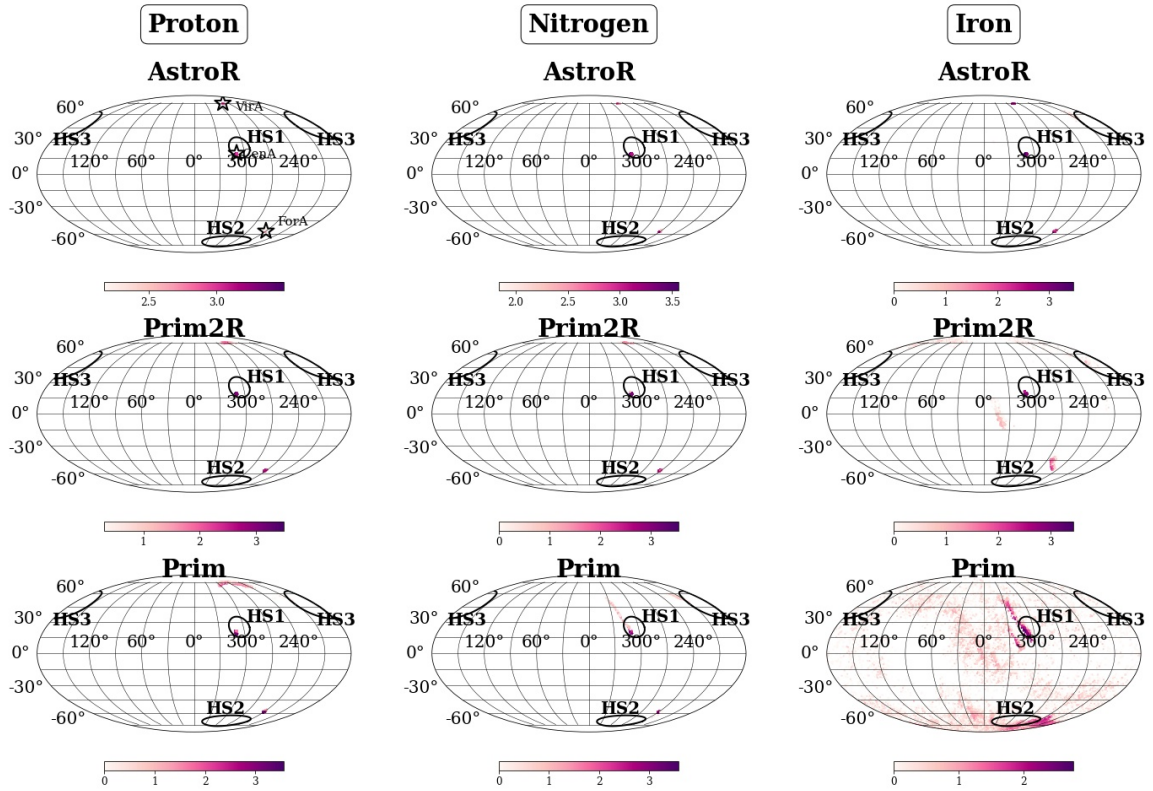 Proton Nitrogen Iron
AstroR AstroR AstroR
VirA
60° 60° 60°
HS1 HS1 HS1
30° 30° 30°
HS3 HS3 HS3 HS3 HS3 HS3
CenA
120° 60° 0° 300° 240° 120° 60° 0° 300° 240° 120° 60° 0° 300° 240°
0° 0° 0°
-30° -30° -30°
ForA
HS2 HS2 HS2
-60° -60° -60°
2.5 3.0 2.0 2.5 3.0 3.5 0 1 2 3
Prim2R Prim2R Prim2R
60° 60° 60°
30° HS1 30° HS1 30° HS1
HS3 HS3 HS3 HS3 HS3 HS3
120° 60° 0° 300° 240° 120° 60° 0° 300° 240° 120° 60° 0° 300° 240°
0° 0° 0°
-30° -30° -30°
HS2 HS2 HS2
-60° -60° -60°
1 2 3 0 1 2 3 0 1 2 3
Prim Prim Prim
60° 60° 60°
30° HS1 30° HS1 30° HS1
HS3 HS3 HS3 HS3 HS3 HS3
120° 60° 0° 300° 240° 120° 60° 0° 300° 240° 120° 60° 0° 300° 240°
0° 0° 0°
-30° -30° -30°
HS2 HS2 HS2
-60° -60° -60°
0 1 2 3 0 1 2 3 0 1 2